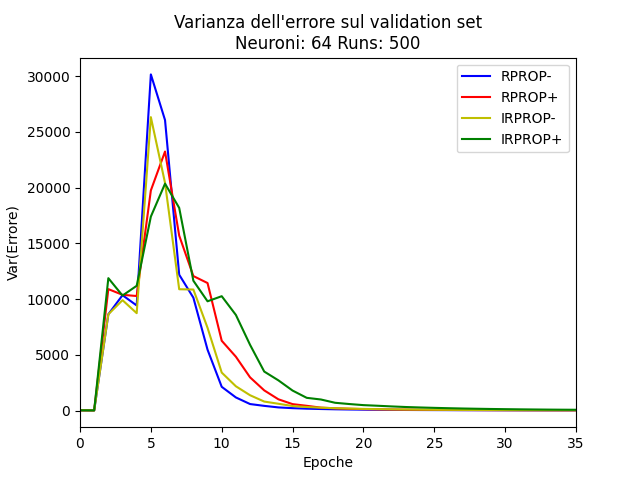 Varianza dell'errore sul validation set
Neuroni: 64 Runs: 500
RPROP-
RPROP+
IRPROP-
IRPROP+
Var(Errore)
30000
25000
20000
15000
10000
5000
0
0 5 10 15 20 25 30 35
Epoche